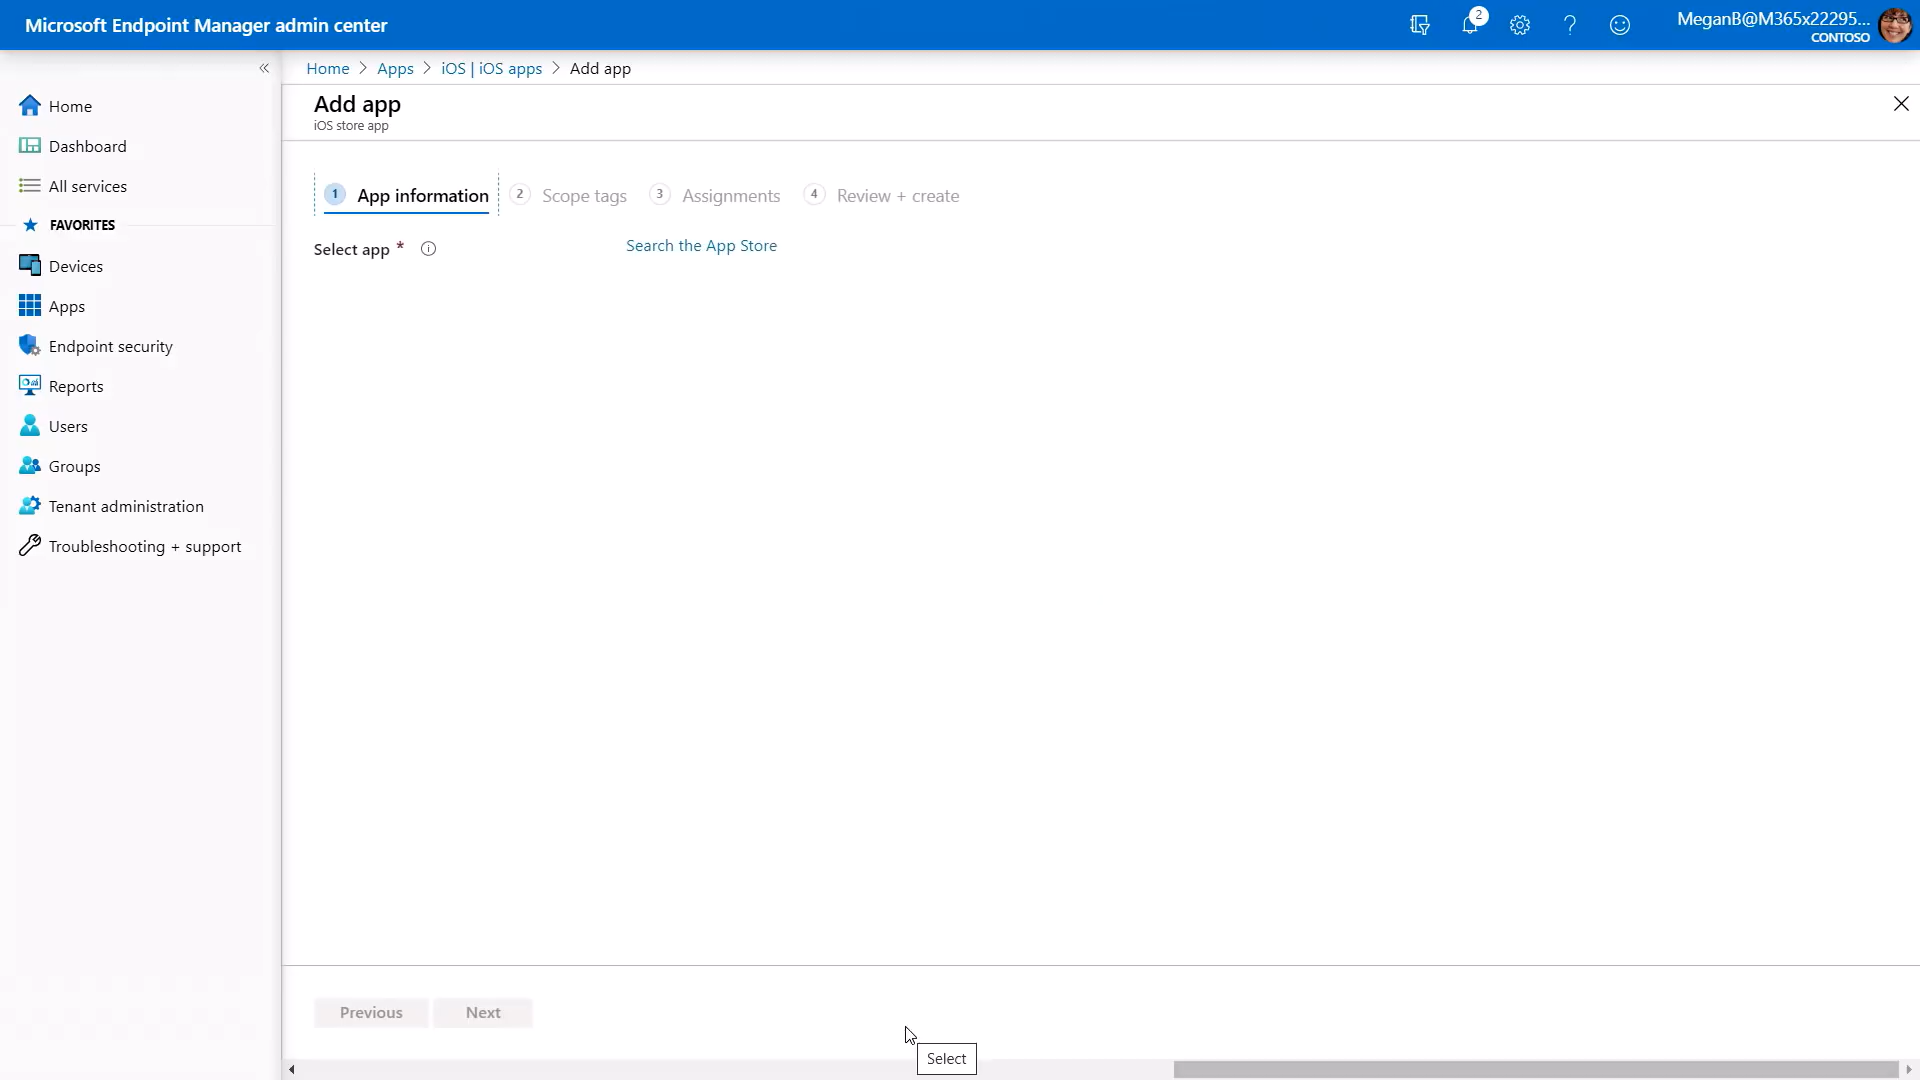 Microsoft Endpoint Manager admin center
2
MeganB@M365x22295...
CONTOSO
Home > Apps > iOS | iOS apps > Add app
Home
Dashboard
All services
FAVORITES
Devices
Apps
Endpoint security
Reports
Users
Groups
Tenant administration
Troubleshooting + support
Add app
iOS store app
1 App information 2 Scope tags 3 Assignments 4 Review + create
Select app * Search the App Store
Previous Next
Select